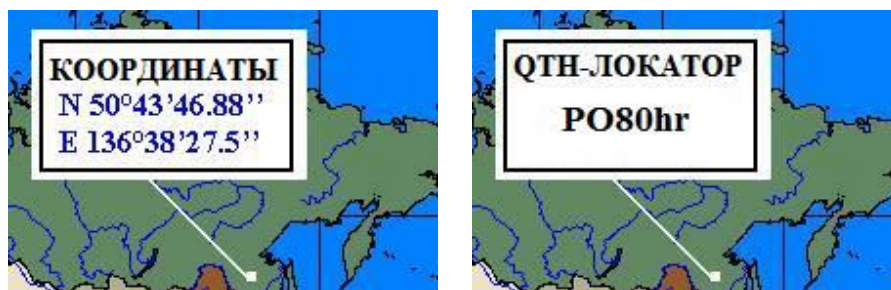 КООРДИНАТЫ
N 50°43’46.88’’
E 136°38’27.5’’
QTH-ЛОКАТОР
PO80hr